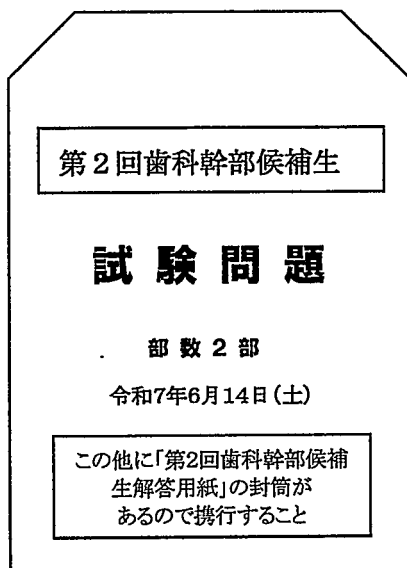 第2回歯科幹部候補生
試験問題
部数2部
令和7年6月14日(土)
この他に「第2回歯科幹部候補
生解答用紙」の封筒が
あるので携行すること